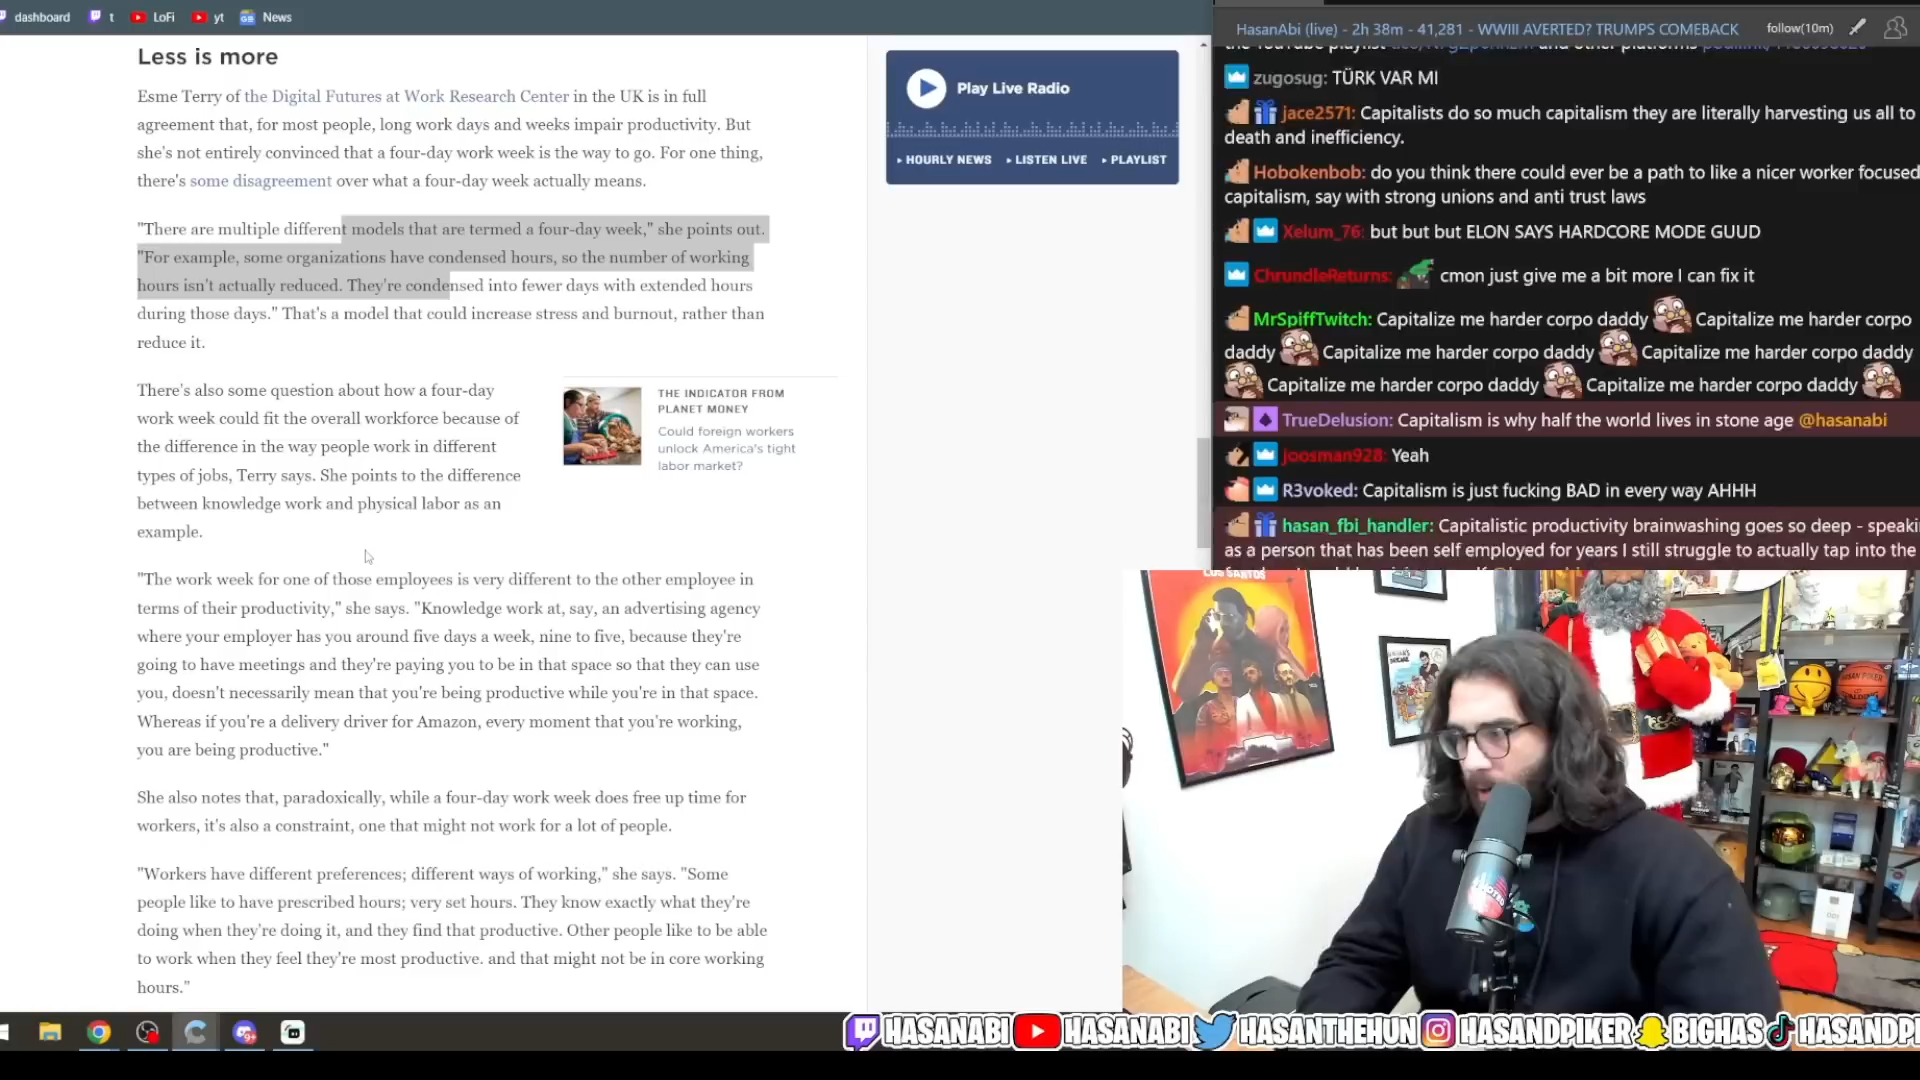 dashboard
t
LoFi
yt
News
Less is more
Esme Terry of the Digital Futures at Work Research Center in the UK is in full
agreement that, for most people, long work days and weeks impair productivity. But
she's not entirely convinced that a four-day work week is the way to go. For one thing,
there's some disagreement over what a four-day week actually means.
"There are multiple different models that are termed a four-day week," she points out.
"For example, some organizations have condensed hours, so the number of working
hours isn't actually reduced. They're condensed into fewer days with extended hours
during those days." That's a model that could increase stress and burnout, rather than
reduce it.
There's also some question about how a four-day
work week could fit the overall workforce because of
the difference in the way people work in different
types of jobs, Terry says. She points to the difference
between knowledge work and physical labor as an
example.
THE INDICATOR FROM
PLANET MONEY
Could foreign workers
unlock America's tight
labor market?
"The work week for one of those employees is very different to the other employee in
terms of their productivity," she says. "Knowledge work at, say, an advertising agency
where your employer has you around five days a week, nine to five, because they're
going to have meetings and they're paying you to be in that space so that they can use
you, doesn't necessarily mean that you're being productive while you're in that space.
Whereas if you're a delivery driver for Amazon, every moment that you're working,
you are being productive."
She also notes that, paradoxically, while a four-day work week does free up time for
workers, it's also a constraint, one that might not work for a lot of people.
"Workers have different preferences; different ways of working," she says. "Some
people like to have prescribed hours; very set hours. They know exactly what they're
doing when they're doing it, and they find that productive. Other people like to be able
to work when they feel they're most productive. and that might not be in core working
hours."
Play Live Radio
HOURLY NEWS
LISTEN LIVE
PLAYLIST
HasanAbi (live) - 2h 38m - 41,281 - WWIII AVERTED? TRUMPS COMEBACK
follow(10m)
zugosug: TÜRK VAR MI
jace2571: Capitalists do so much capitalism they are literally harvesting us all to
death and inefficiency.
Hobokenbob: do you think there could ever be a path to like a nicer worker focused
capitalism, say with strong unions and anti trust laws
Xelum_76: but but but ELON SAYS HARDCORE MODE GUUD
ChrundleReturns: cmon just give me a bit more I can fix it
MrSpiffTwitch: Capitalize me harder corpo daddy Capitalize me harder corpo
daddy Capitalize me harder corpo daddy Capitalize me harder corpo daddy
Capitalize me harder corpo daddy Capitalize me harder corpo daddy
TrueDelusion: Capitalism is why half the world lives in stone age @hasanabi
joosman928: Yeah
R3voked: Capitalism is just fucking BAD in every way AHHH
hasan_fbi_handler: Capitalistic productivity brainwashing goes so deep - speaki
as a person that has been self employed for years I still struggle to actually tap into the
LOS SANTOS
HASANABI
HASANABI
HASANTHEHUN
HASANDPIKER
BIGHAS
HASANDPI